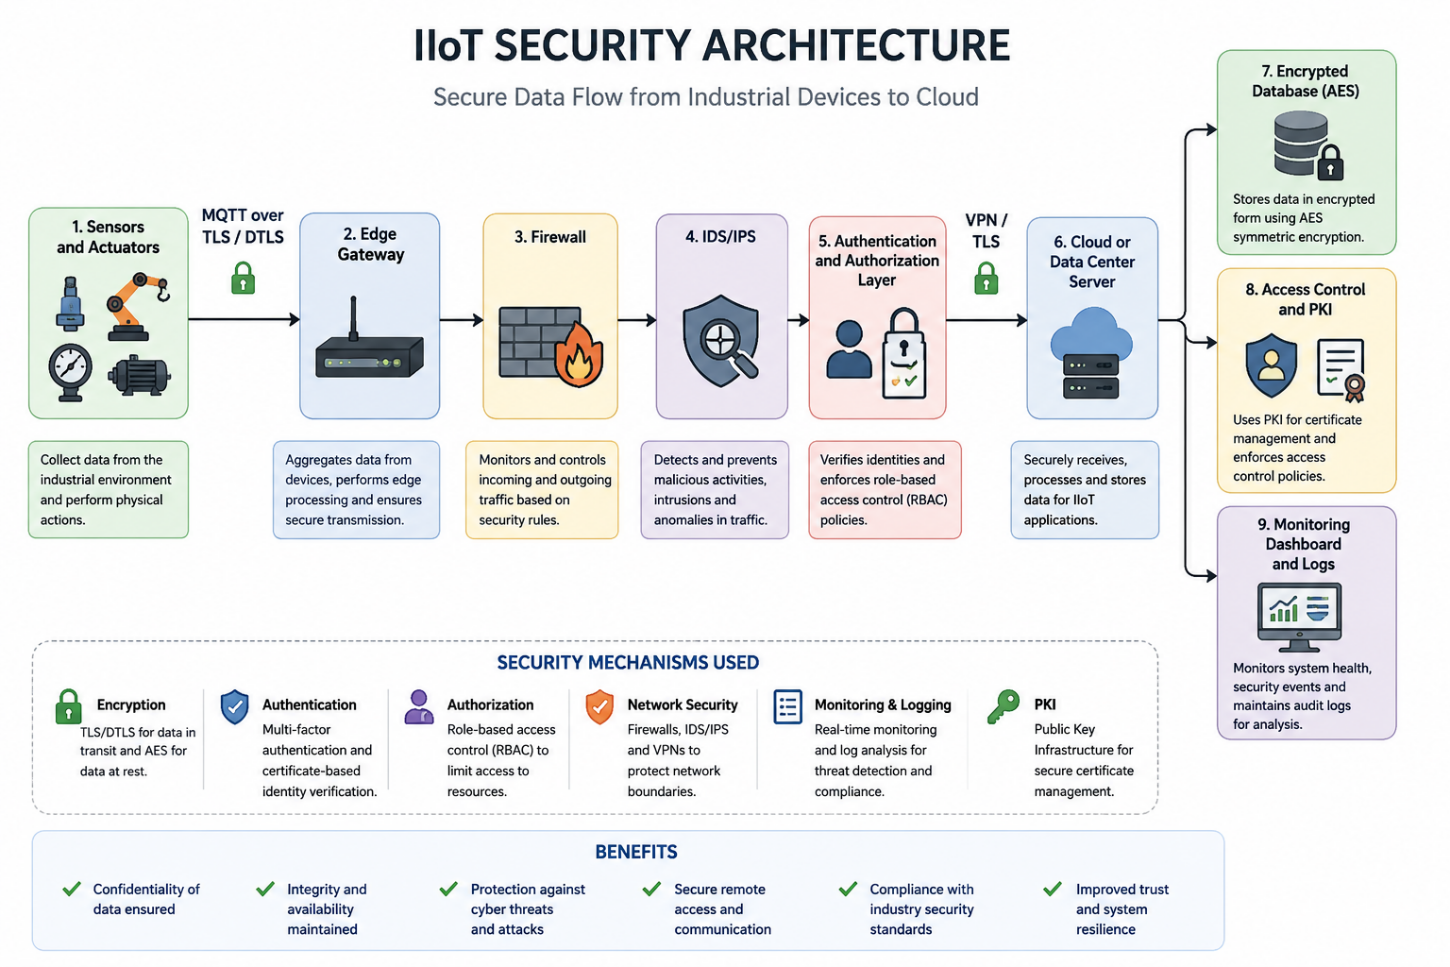 IIoT SECURITY ARCHITECTURE
Secure Data Flow from Industrial Devices to Cloud
1. Sensors
and Actuators
MQTT over
TLS / DTLS
2. Edge
Gateway
3. Firewall
4. IDS/IPS
5. Authentication
and Authorization
Layer
VPN /
TLS
6. Cloud or
Data Center
Server
Collect data from the
industrial environment
and perform physical
actions.
Aggregates data from
devices, performs edge
processing and ensures
secure transmission.
Monitors and controls
incoming and outgoing
traffic based on
security rules.
Detects and prevents
malicious activities,
intrusions and
anomalies in traffic.
Verifies identities and
enforces role-based
access control (RBAC)
policies.
Securely receives,
processes and stores
data for IIoT
applications.
7. Encrypted
Database (AES)
Stores data in encrypted
form using AES
symmetric encryption.
8. Access Control
and PKI
Uses PKI for certificate
management and
enforces access
control policies.
9. Monitoring
Dashboard
and Logs
Monitors system health,
security events and
maintains audit logs
for analysis.
SECURITY MECHANISMS USED
Encryption
TLS/DTLS for data in
transit and AES for
data at rest.
Authentication
Multi-factor
authentication and
certificate-based
identity verification.
Authorization
Role-based access
control (RBAC) to
limit access to
resources.
Network Security
Firewalls, IDS/IPS
and VPNs to
protect network
boundaries.
Monitoring & Logging
Real-time monitoring
and log analysis for
threat detection and
compliance.
PKI
Public Key
Infrastructure for
secure certificate
management.
BENEFITS
Confidentiality of
data ensured
Integrity and
availability
maintained
Protection against
cyber threats
and attacks
Secure remote
access and
communication
Compliance with
industry security
standards
Improved trust
and system
resilience